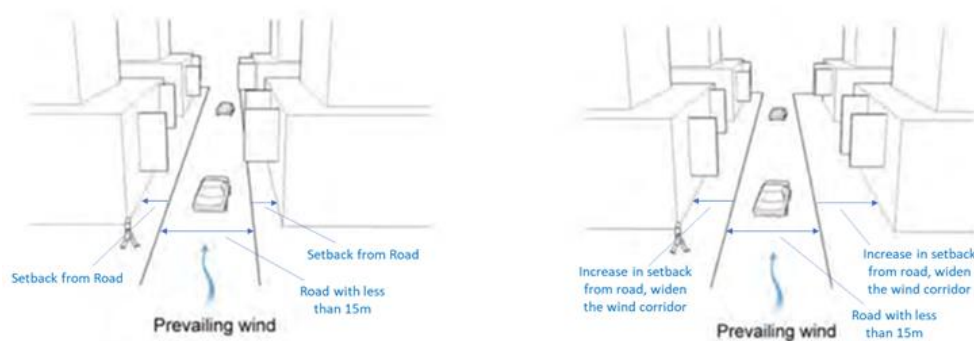 Setback from Road
Setback from Road
Road with less
than 15m
Prevailing wind
Increase in setback
from road, widen
the wind corridor
Increase in setback
from road, widen
the wind corridor
Road with less
than 15m
Prevailing wind